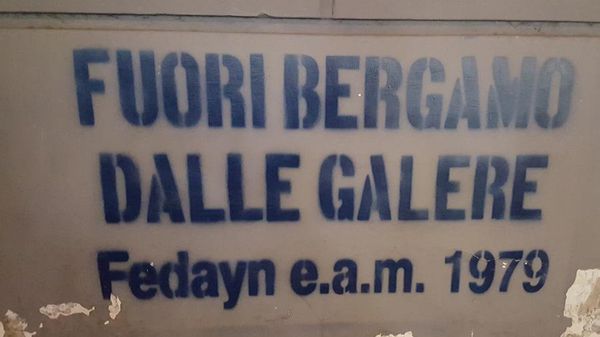 FUORI BERGAMO
DALLE GALERE
Fedayn e.a.m. 1979